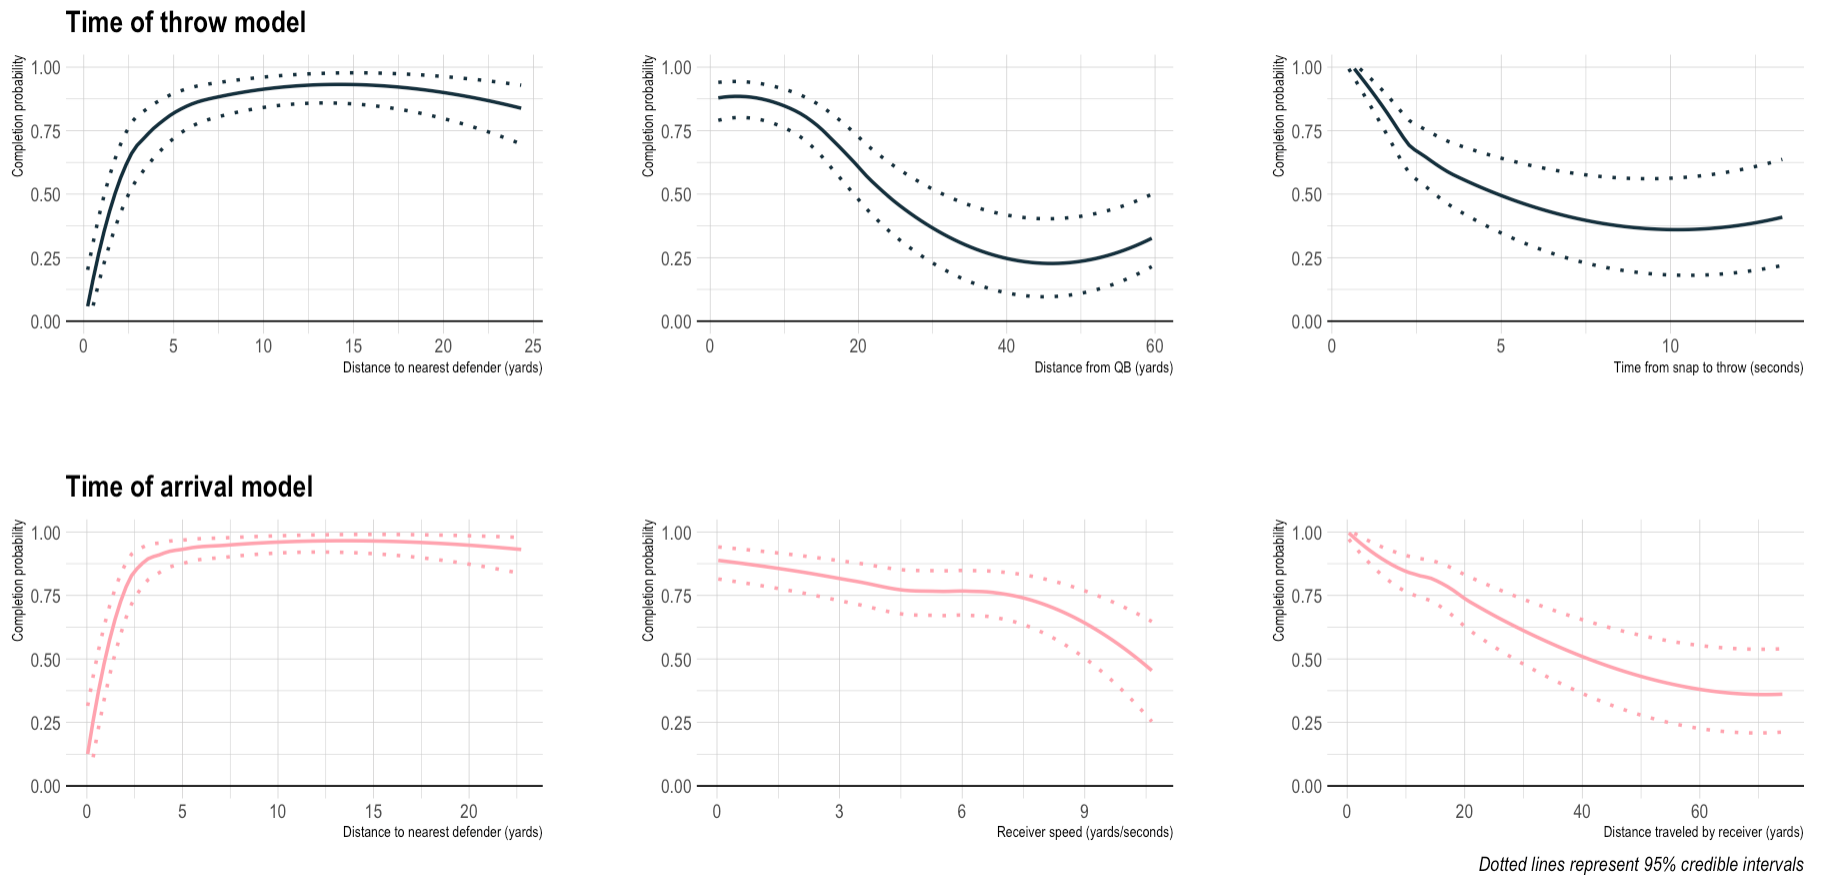 Time of throw model
Completion probability
1.00
0.75
0.50
0.25
0.00
0 5 10 15 20 25
Distance to nearest defender (yards)
Completion probability
1.00
0.75
0.50
0.25
0.00
0 20 40 60
Distance from QB (yards)
Completion probability
1.00
0.75
0.50
0.25
0.00
0 5 10
Time from snap to throw (seconds)
Time of arrival model
Completion probability
1.00
0.75
0.50
0.25
0.00
0 5 10 15 20
Distance to nearest defender (yards)
Completion probability
1.00
0.75
0.50
0.25
0.00
0 3 6 9
Receiver speed (yards/seconds)
Completion probability
1.00
0.75
0.50
0.25
0.00
0 20 40 60
Distance traveled by receiver (yards)
Dotted lines represent 95% credible intervals